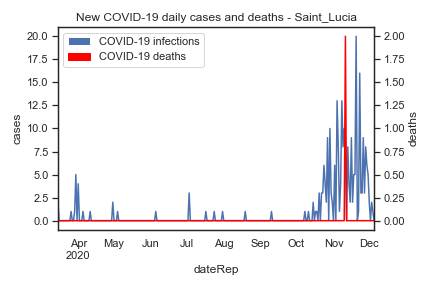 New COVID-19 daily cases and deaths - Saint_Lucia
COVID-19 infections
COVID-19 deaths
20.0
17.5
15.0
12.5
10.0
7.5
5.0
2.5
0.0
cases
2.00
1.75
1.50
1.25
1.00
0.75
0.50
0.25
0.00
deaths
Apr May Jun Jul Aug Sep Oct Nov Dec
2020
dateRep